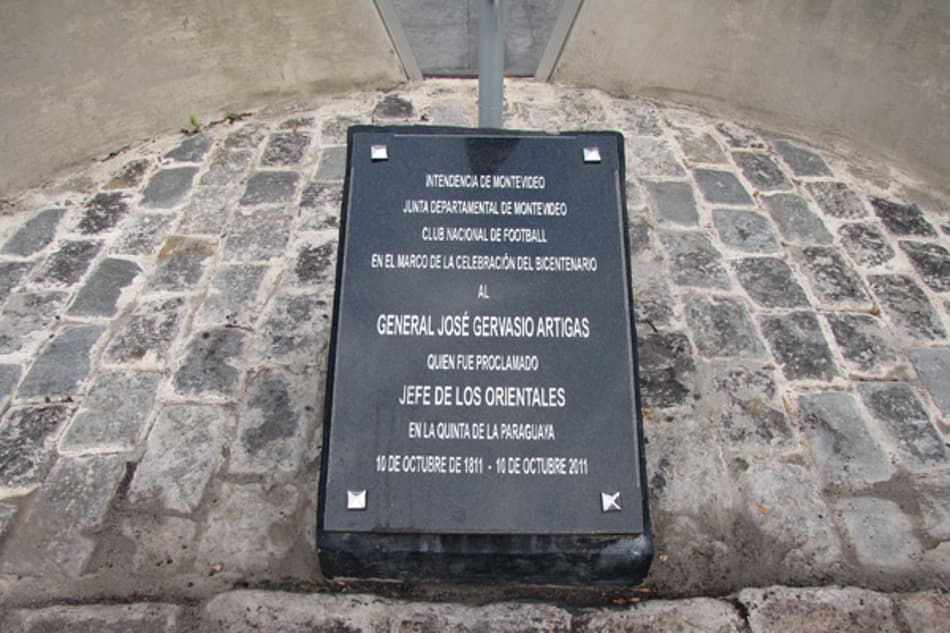 INTENDENCIA DE MONTEVIDEO
JUNTA DEPARTAMENTAL DE MONTEVIDEO
CLUB NACIONAL DE FOOTBALL
EN EL MARCO DE LA CELEBRACIÓN DEL BICENTENARIO
AL
GENERAL JOSÉ GERVASIO ARTIGAS
QUIEN FUE PROCLAMADO
JEFE DE LOS ORIENTALES
EN LA QUINTA DE LA PARAGUAYA
10 DE OCTUBRE DE 1811 - 10 DE OCTUBRE 2011